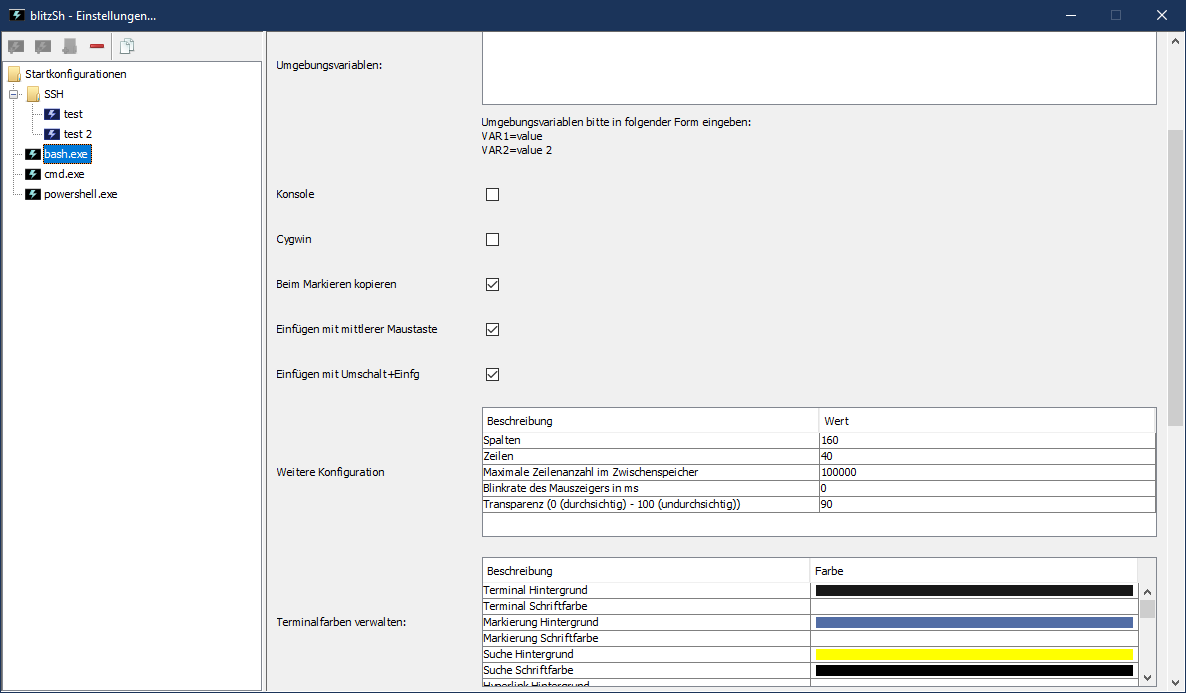 blitzSh - Einstellungen...
Startkonfigurationen
SSH
test
test 2
bash.exe
cmd.exe
powershell.exe
Umgebungsvariablen:
Umgebungsvariablen bitte in folgender Form eingeben:
VAR1=value
VAR2=value 2
Konsole
Cygwin
Beim Markieren kopieren
Einfügen mit mittlerer Maustaste
Einfügen mit Umschalt+Einfg
Weitere Konfiguration
Beschreibung Wert
Spalten 160
Zeilen 40
Maximale Zeilenanzahl im Zwischenspeicher 100000
Blinkrate des Mauszeigers in ms 0
Transparenz (0 (durchsichtig) - 100 (undurchsichtig)) 90
Terminalfarben verwalten:
Beschreibung Farbe
Terminal Hintergrund
Terminal Schriftfarbe
Markierung Hintergrund
Markierung Schriftfarbe
Suche Hintergrund
Suche Schriftfarbe
Hyperlink Hintergrund